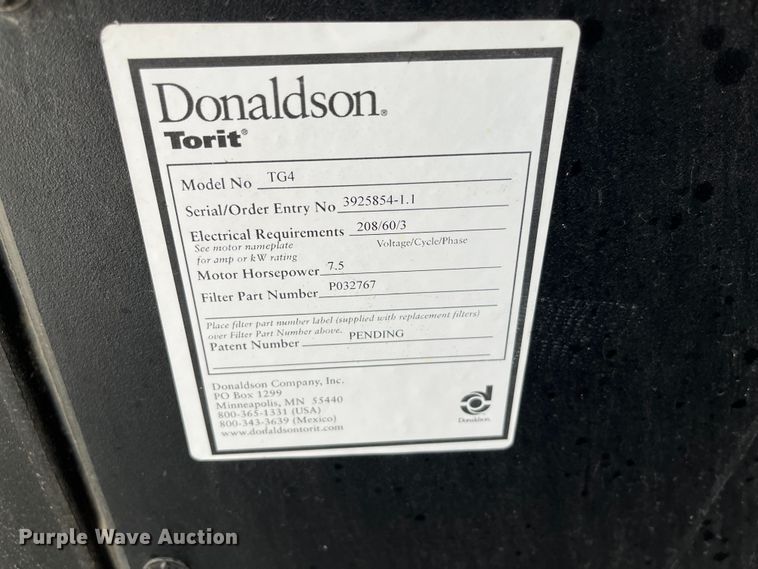 Donaldson®
Torit®
Model No TG4
Serial/Order Entry No 3925854-1.1
Electrical Requirements 208/60/3
See motor nameplate Voltage/Cycle/Phase
for amp or kW rating
Motor Horsepower 7.5
Filter Part Number P032767
Place filter part number label (supplied with replacement filters)
over Filter Part Number above.
Patent Number PENDING
Donaldson Company, Inc.
PO Box 1299
Minneapolis, MN 55440
800-365-1331 (USA)
800-343-3639 (Mexico)
www.donaldsontorit.com
Donaldson.
Purple Wave Auction